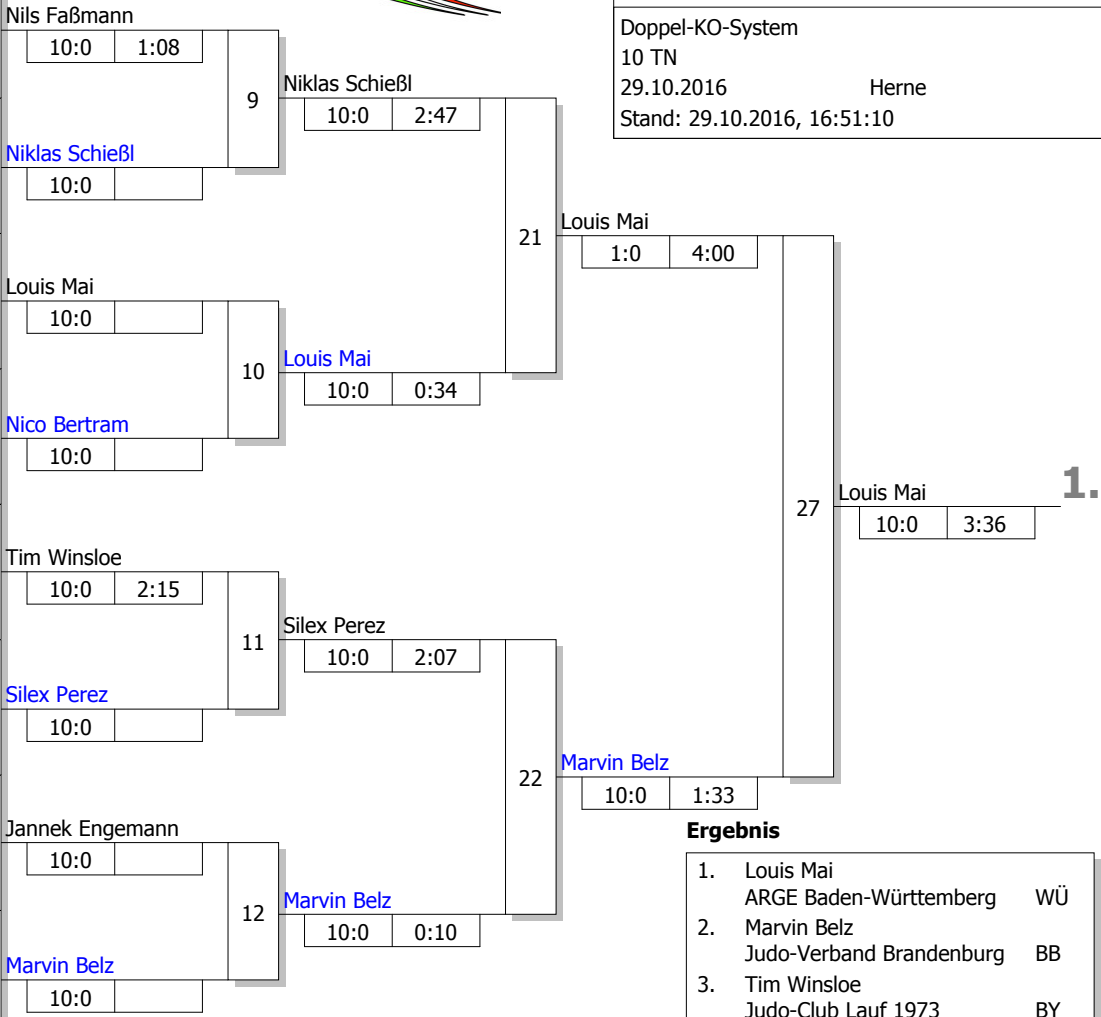 Nils Faßmann
10:0 1:08
9
Niklas Schießl
10:0 2:47
Niklas Schießl
10:0
Doppel-KO-System
10 TN
29.10.2016 Herne
Stand: 29.10.2016, 16:51:10
21
Louis Mai
1:0 4:00
Louis Mai
10:0
10
Louis Mai
10:0 0:34
Nico Bertram
10:0
27
Louis Mai
10:0 3:36
1.
Tim Winsloe
10:0 2:15
11
Silex Perez
10:0 2:07
Silex Perez
10:0
22
Marvin Belz
10:0 1:33
Jannek Engemann
10:0
12
Marvin Belz
10:0 0:10
Marvin Belz
10:0
Ergebnis
1. Louis Mai
ARGE Baden-Württemberg WÜ
2. Marvin Belz
Judo-Verband Brandenburg BB
3. Tim Winsloe
Judo-Club Lauf 1973 BY